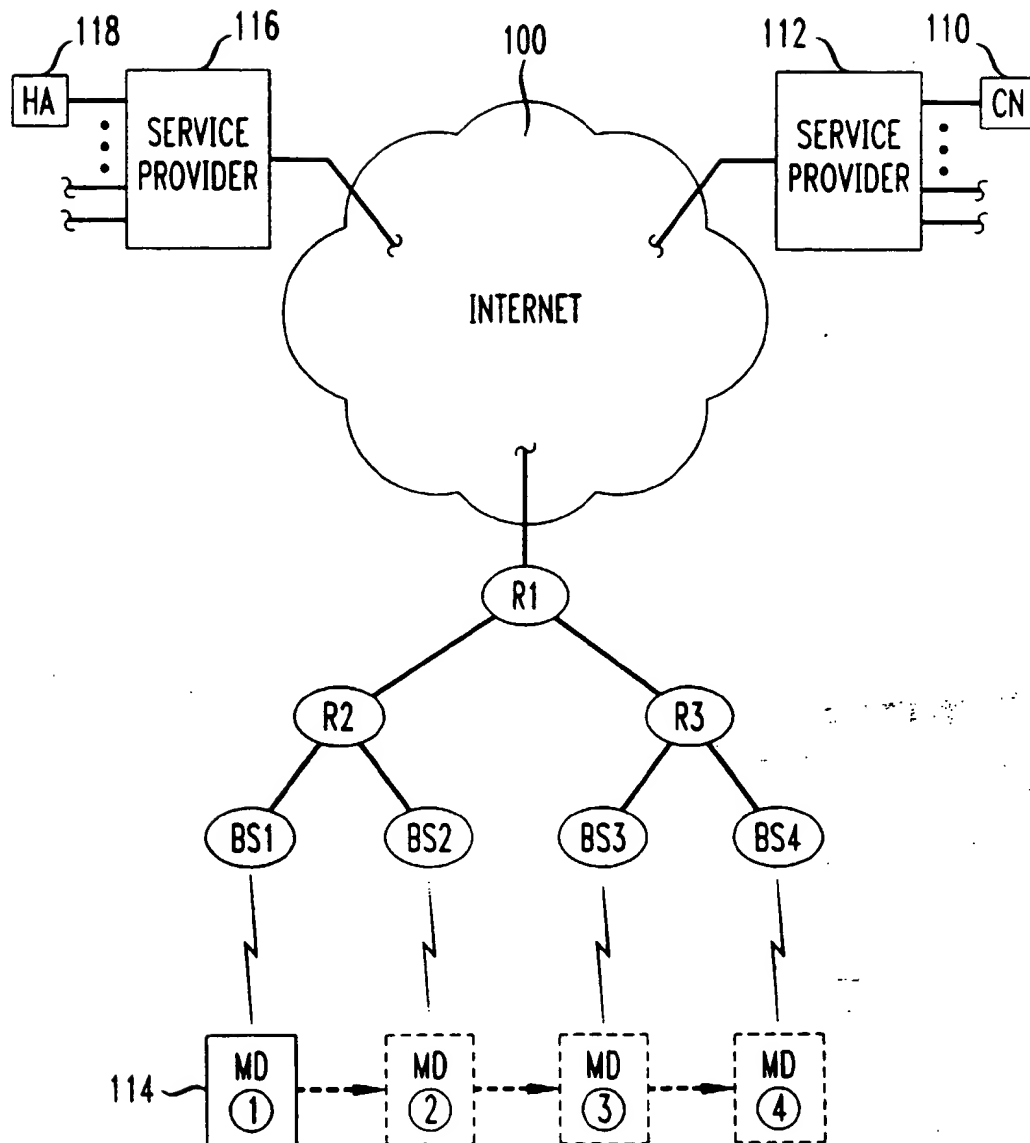 118
116
100
112
110
HA
SERVICE
PROVIDER
SERVICE
PROVIDER
CN
INTERNET
R1
R2
R3
BS1
BS2
BS3
BS4
114
MD
1
MD
2
MD
3
MD
4